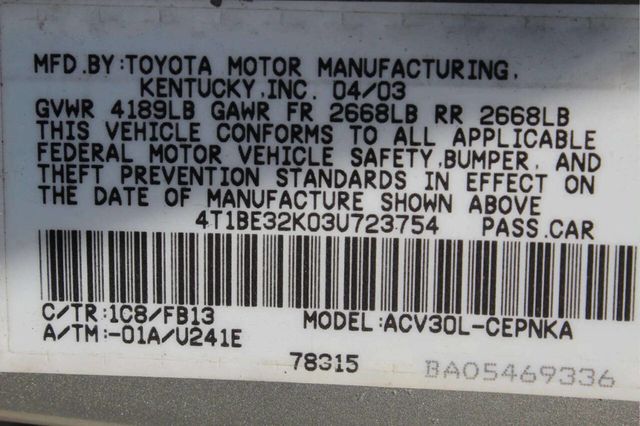 MFD.BY:TOYOTA MOTOR MANUFACTURING,
KENTUCKY,INC. 04/03
GVWR 4189LB GAWR FR 2668LB RR 2668LB
THIS VEHICLE CONFORMS TO ALL APPLICABLE
FEDERAL MOTOR VEHICLE SAFETY,BUMPER, AND
THEFT PREVENTION STANDARDS IN EFFECT ON
THE DATE OF MANUFACTURE SHOWN ABOVE
4T1BE32K03U723754 PASS.CAR
C/TR:1C8/FB13 MODEL:ACV30L-CEPNKA
A/TM:-01A/U241E
78315 BA05469336